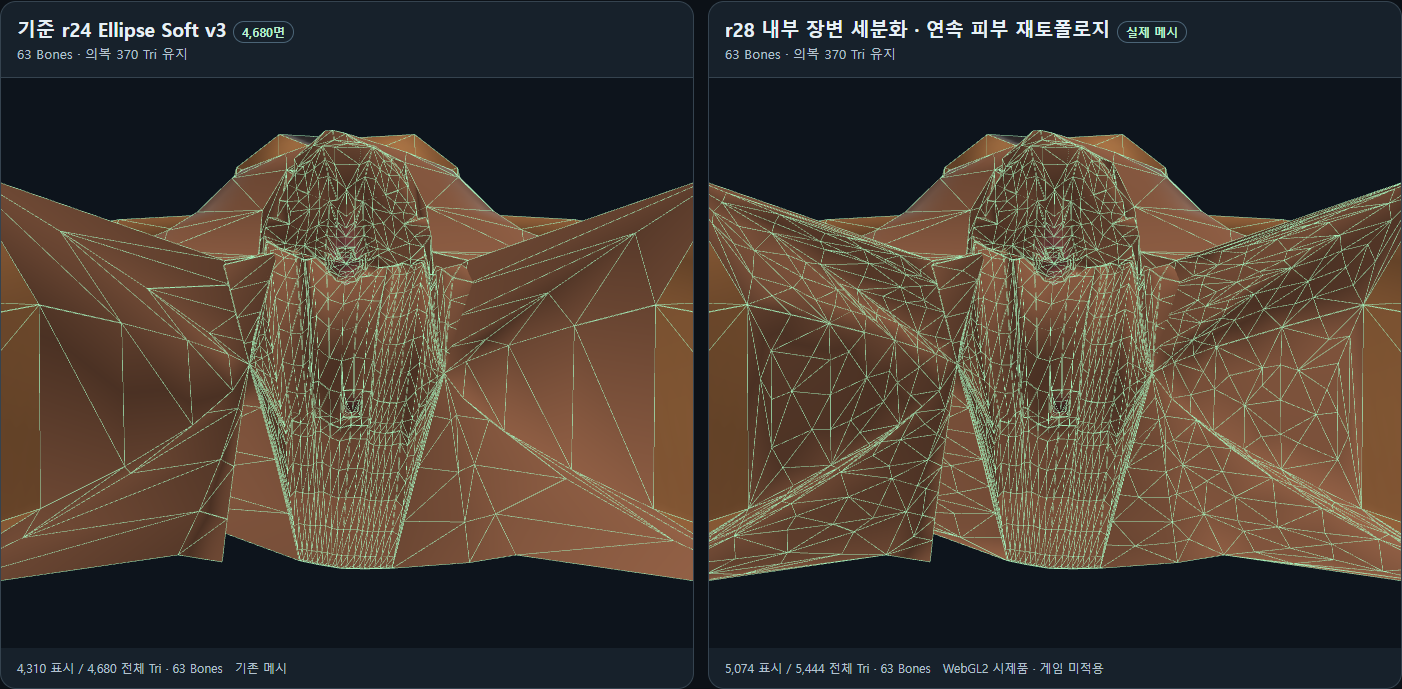 기준 r24 Ellipse Soft v3 4,680면
63 Bones · 의복 370 Tri 유지
4,310 표시 / 4,680 전체 Tri · 63 Bones 기존 메시
r28 내부 장변 세분화 · 연속 피부 재토폴로지 실제 메시
63 Bones · 의복 370 Tri 유지
5,074 표시 / 5,444 전체 Tri · 63 Bones WebGL2 시제품 · 게임 미적용